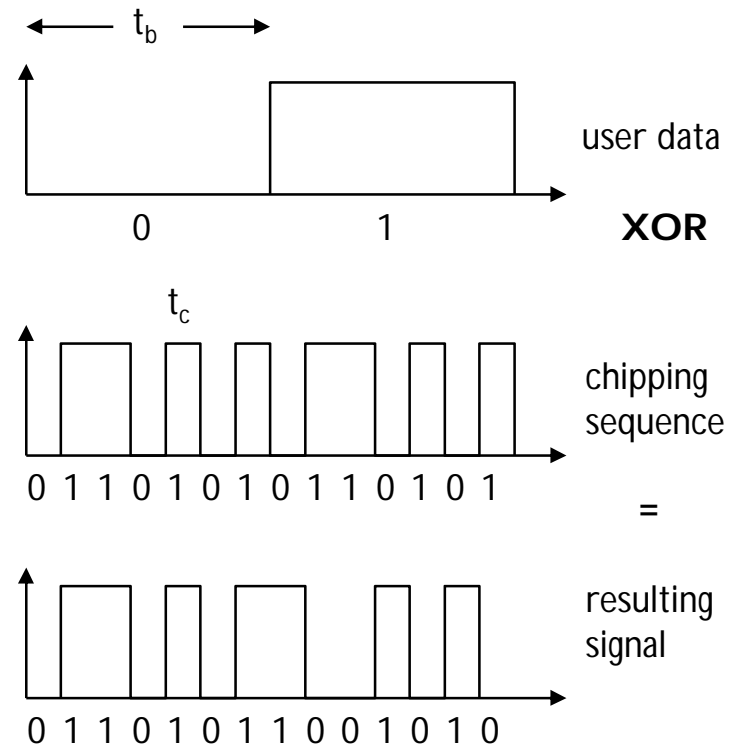 t_b
user data
0 1
XOR
t_c
chipping
sequence
0 1 1 0 1 0 1 0 1 1 0 1 0 1
=
resulting
signal
0 1 1 0 1 0 1 1 0 0 1 0 1 0